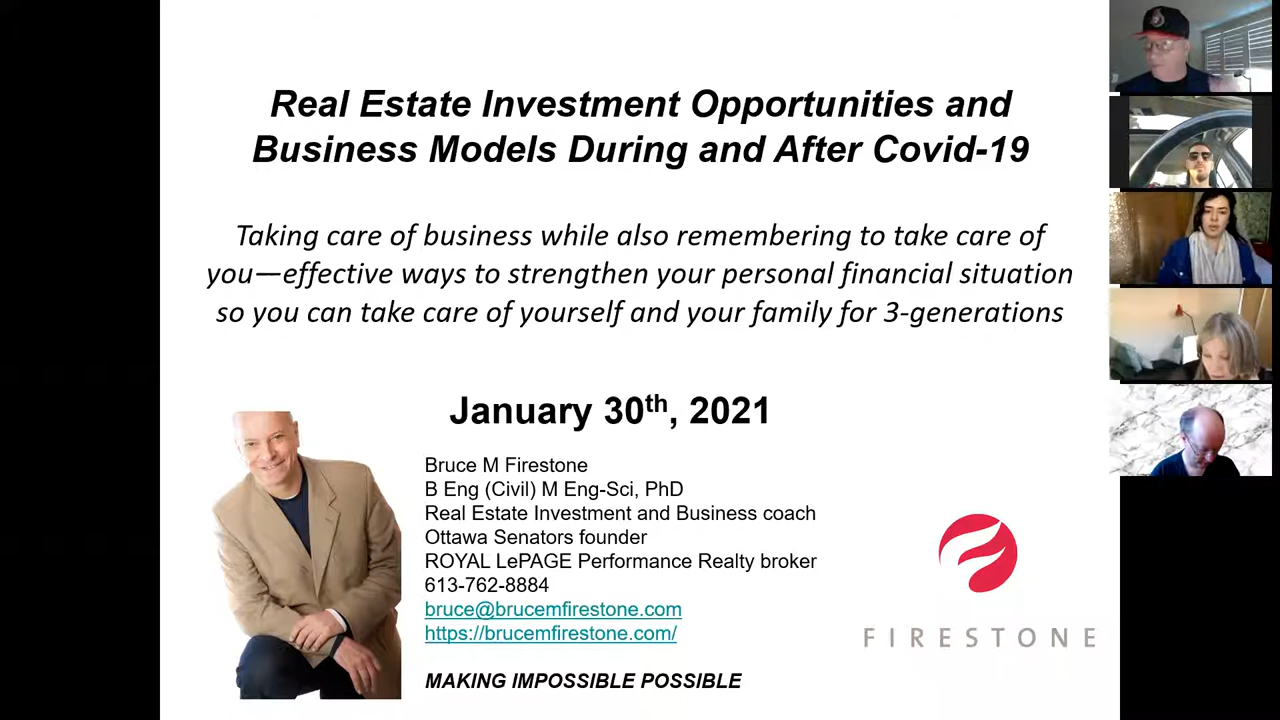 Real Estate Investment Opportunities and
Business Models During and After Covid-19
Taking care of business while also remembering to take care of
you—effective ways to strengthen your personal financial situation
so you can take care of yourself and your family for 3-generations
January 30th, 2021
Bruce M Firestone
B Eng (Civil) M Eng-Sci, PhD
Real Estate Investment and Business coach
Ottawa Senators founder
ROYAL LePAGE Performance Realty broker
613-762-8884
bruce@brucemfirestone.com
https://brucemfirestone.com/
MAKING IMPOSSIBLE POSSIBLE
FIRESTONE